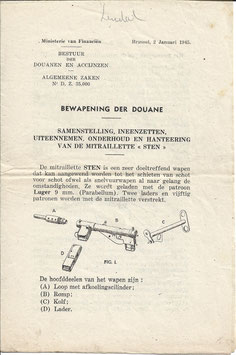 Ministerie van Financiën
Brussel, 2 Januari 1945.
BESTUUR
DER
DOUANEN EN ACCIJNZEN
ALGEMEENE ZAKEN
Nr D. Z. 35.000
BEWAPENING DER DOUANE
SAMENSTELLING, INEENZETTEN,
UITEENNEMEN, ONDERHOUD EN HANTEERING
VAN DE MITRAILLETTE « STEN »
De mitraillette STEN is een zeer doeltreffend wapen
dat kan aangewend worden tot het schieten van schot
voor schot ofwel als snelvuurwapen al naar gelang de
omstandigheden. Ze wordt geladen met de patroon
Luger 9 mm. (Parabellum). Twee laders en vijftig
patronen worden met de mitraillette verstrekt.
A
B
C
D
FIG. 1.
De hoofddeelen van het wapen zijn :
(A) Loop met afkoelingscilinder;
(B) Romp;
(C) Kolf;
(D) Lader.